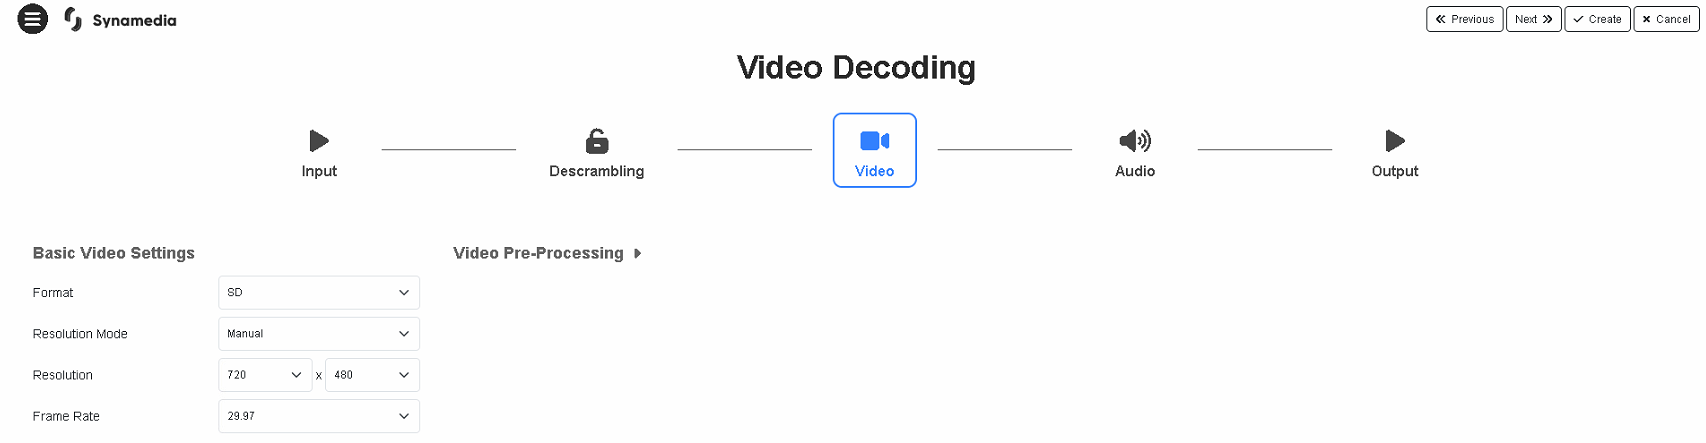 Synamedia
Previous Next Create Cancel
Video Decoding
Input Descrambling Video Audio Output
Basic Video Settings Video Pre-Processing
Format SD
Resolution Mode Manual
Resolution 720 x 480
Frame Rate 29.97